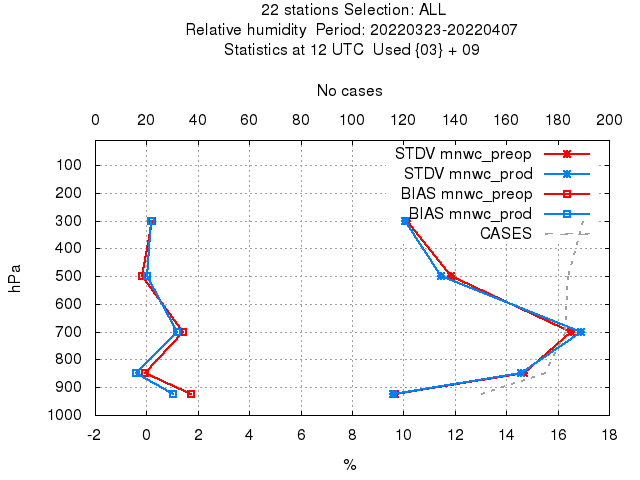 22 stations Selection: ALL
Relative humidity  Period: 20220323-20220407
Statistics at 12 UTC  Used {03} + 09
No cases
0 20 40 60 80 100 120 140 160 180 200
STDV mnwc_preop
STDV mnwc_prod
BIAS mnwc_preop
BIAS mnwc_prod
CASES
100
200
300
400
500
600
700
800
900
1000
hPa
-2 0 2 4 6 8 10 12 14 16 18
%